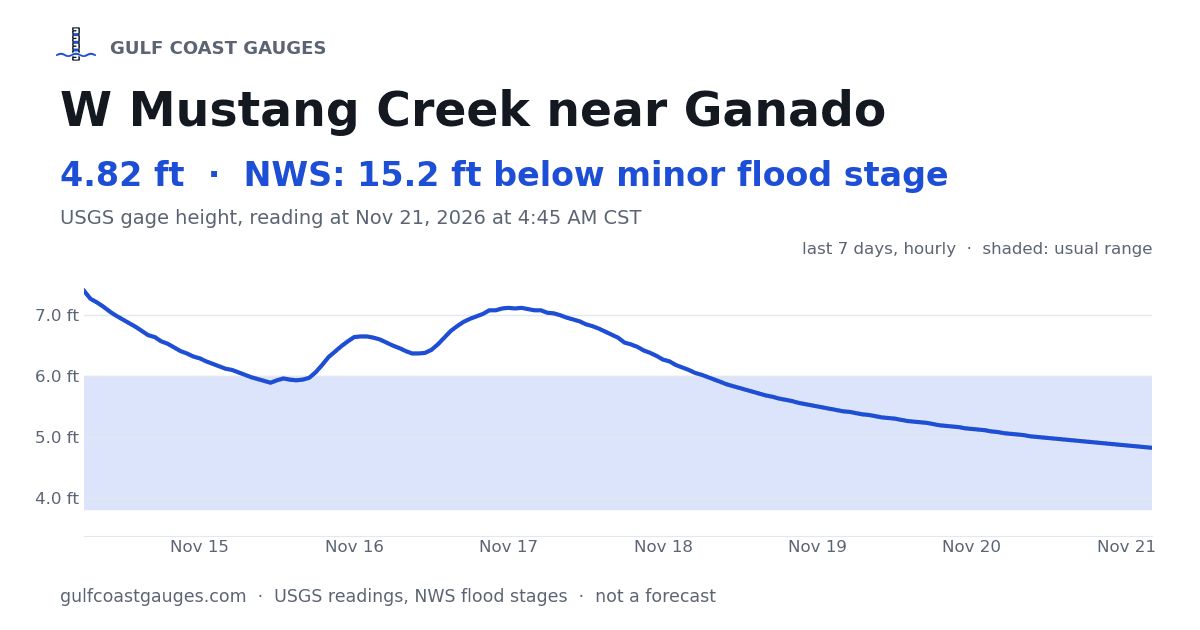 GULF COAST GAUGES
W Mustang Creek near Ganado
4.82 ft · NWS: 15.2 ft below minor flood stage
USGS gage height, reading at Nov 21, 2026 at 4:45 AM CST
last 7 days, hourly · shaded: usual range
7.0 ft
6.0 ft
5.0 ft
4.0 ft
Nov 15 Nov 16 Nov 17 Nov 18 Nov 19 Nov 20 Nov 21
gulfcoastgauges.com · USGS readings, NWS flood stages · not a forecast